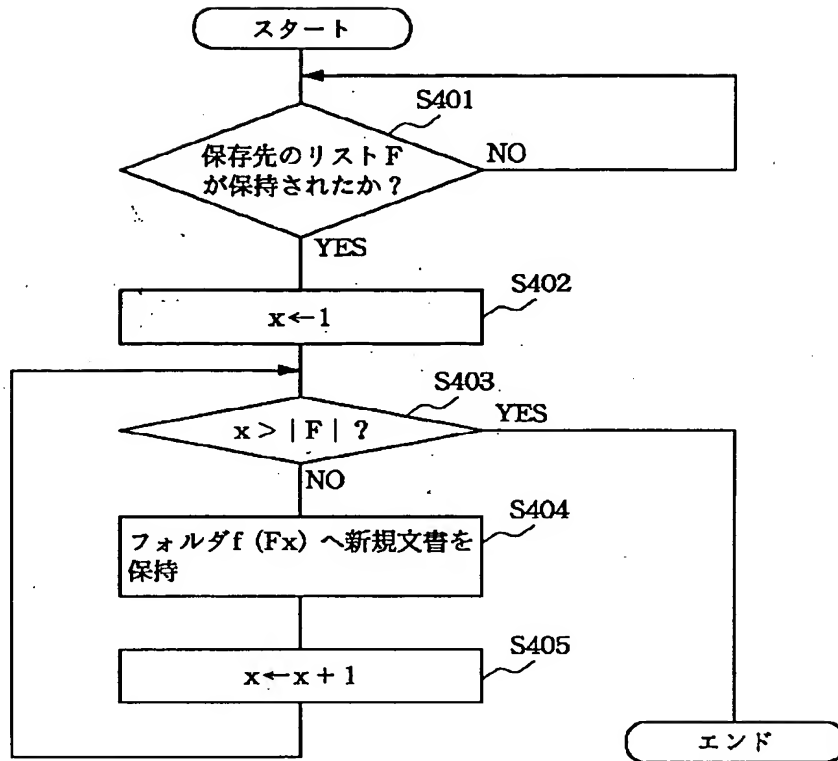 スタート
S401
保存先のリストF
が保持されたか？
NO
YES
S402
x←1
S403
x＞｜F｜？
YES
NO
S404
フォルダf（Fx）へ新規文書を
保持
S405
x←x＋1
エンド